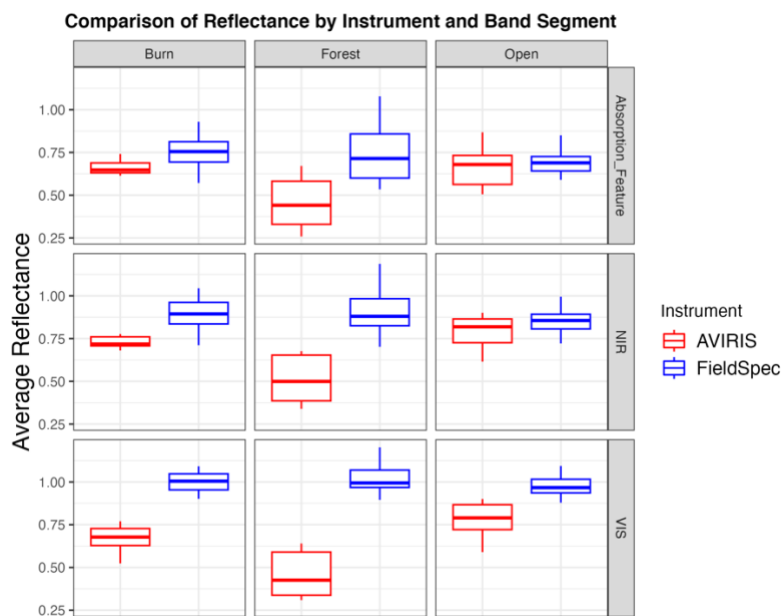 Comparison of Reflectance by Instrument and Band Segment
Burn
Forest
Open
Average Reflectance
1.00
0.75
0.50
0.25
Absorption_Feature
1.00
0.75
0.50
0.25
NIR
1.00
0.75
0.50
0.25
VIS
Instrument
AVIRIS
FieldSpec